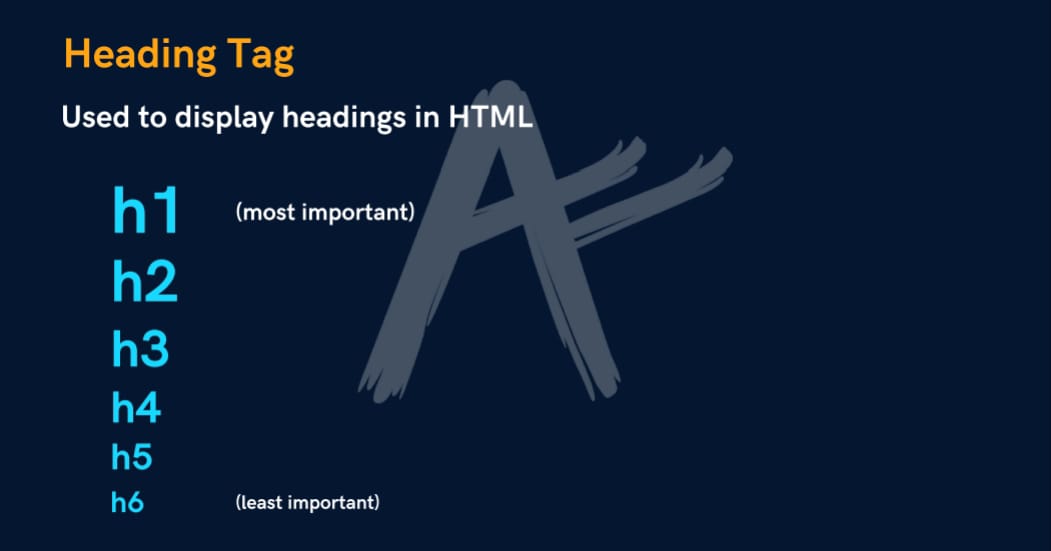 Heading Tag
Used to display headings in HTML
h1 (most important)
h2
h3
h4
h5
h6 (least important)